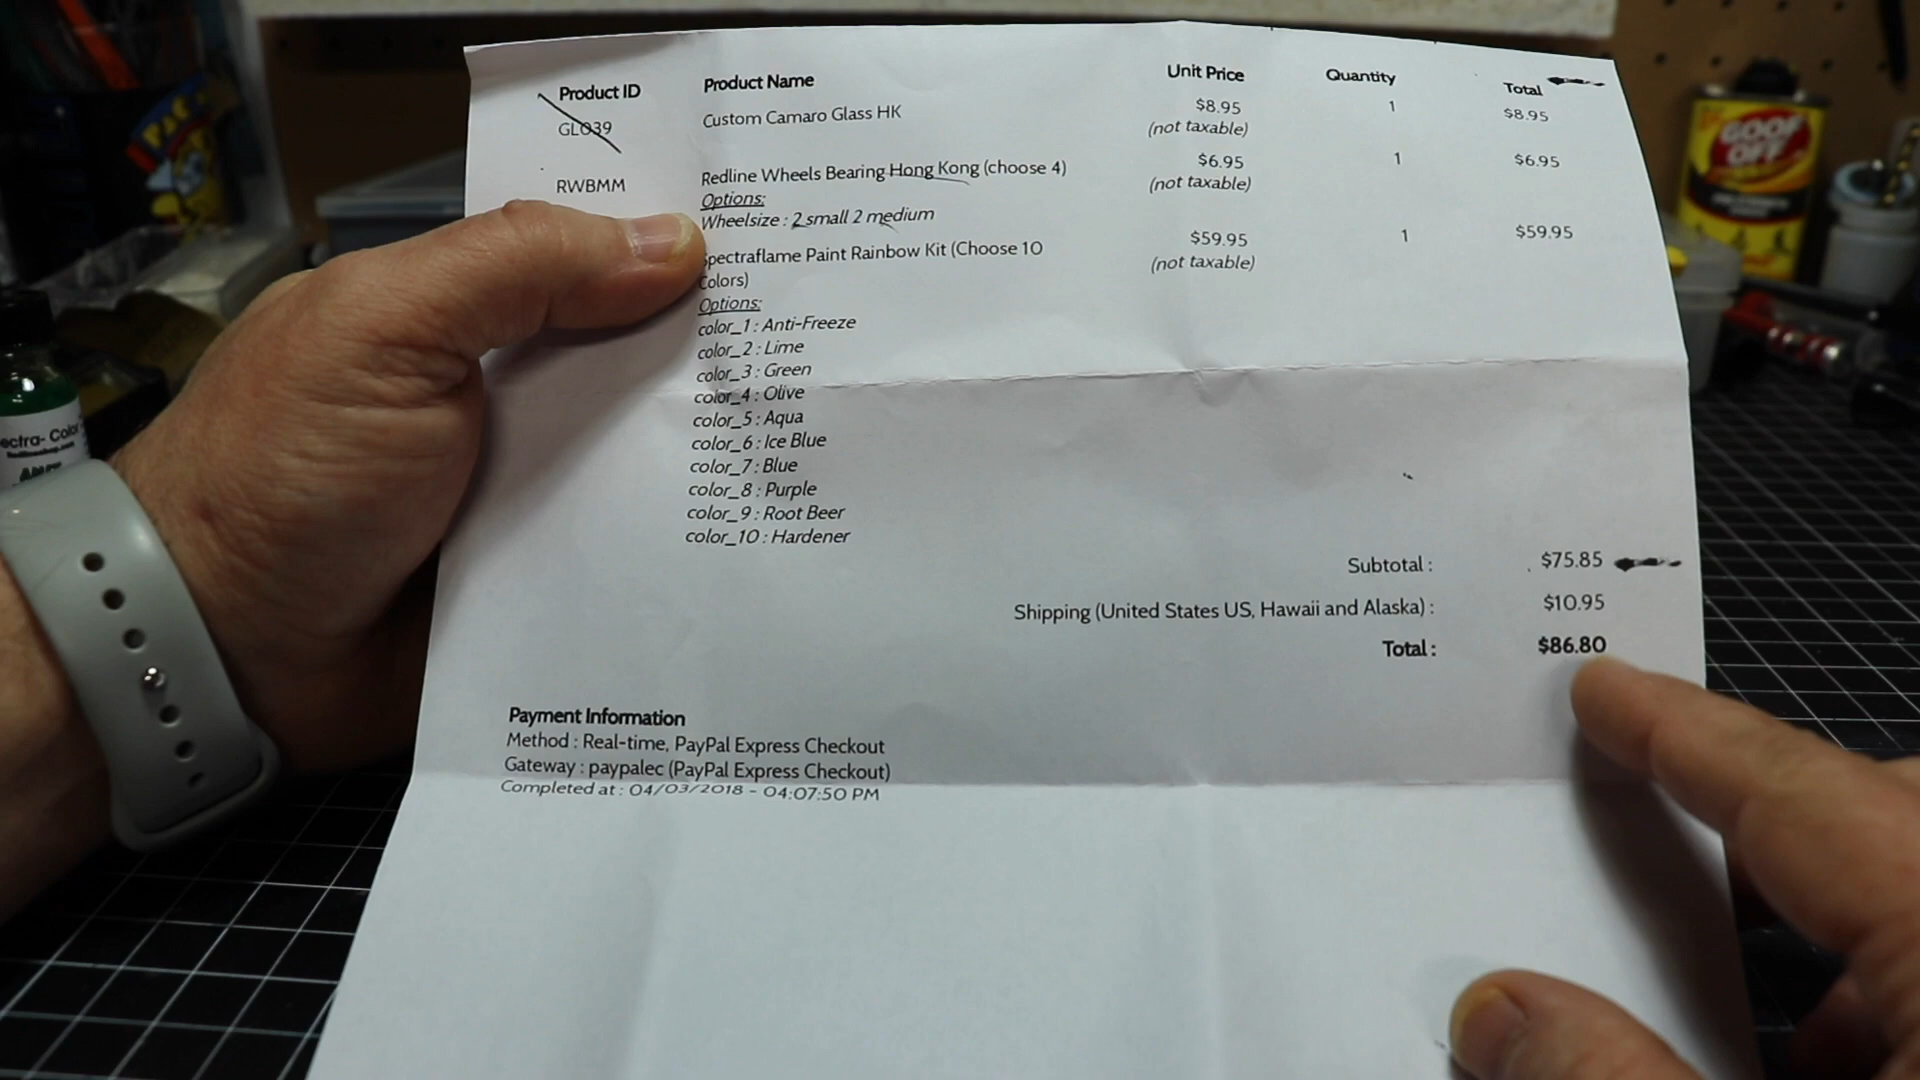 Product ID Product Name Unit Price Quantity Total
GL039 Custom Camaro Glass HK $8.95 1 $8.95
(not taxable)
RWBMM Redline Wheels Bearing Hong Kong (choose 4) $6.95 1 $6.95
Options: (not taxable)
Wheelsize : 2 small 2 medium
Spectraflame Paint Rainbow Kit (Choose 10 $59.95 1 $59.95
Colors) (not taxable)
Options:
color_1 : Anti-Freeze
color_2 : Lime
color_3 : Green
color_4 : Olive
color_5 : Aqua
color_6 : Ice Blue
color_7 : Blue
color_8 : Purple
color_9 : Root Beer
color_10 : Hardener
Subtotal : $75.85
Shipping (United States US, Hawaii and Alaska) : $10.95
Total : $86.80
Payment Information
Method : Real-time, PayPal Express Checkout
Gateway : paypalec (PayPal Express Checkout)
Completed at : 04/03/2018 - 04:07:50 PM
GOOF
OFF
ectra- Color